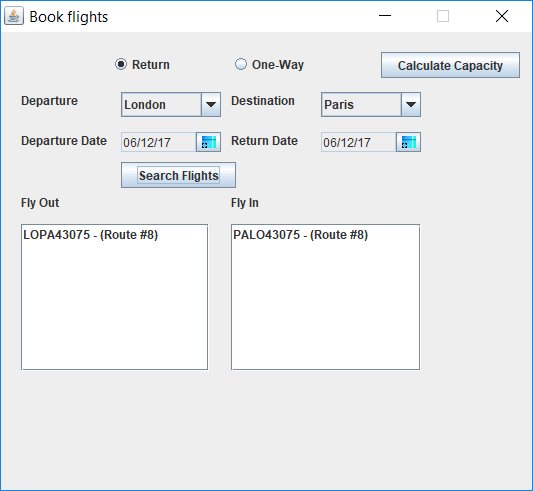 Book flights
Return One-Way Calculate Capacity
Departure London Destination Paris
Departure Date 06/12/17 Return Date 06/12/17
Search Flights
Fly Out Fly In
LOPA43075 - (Route #8) PALO43075 - (Route #8)